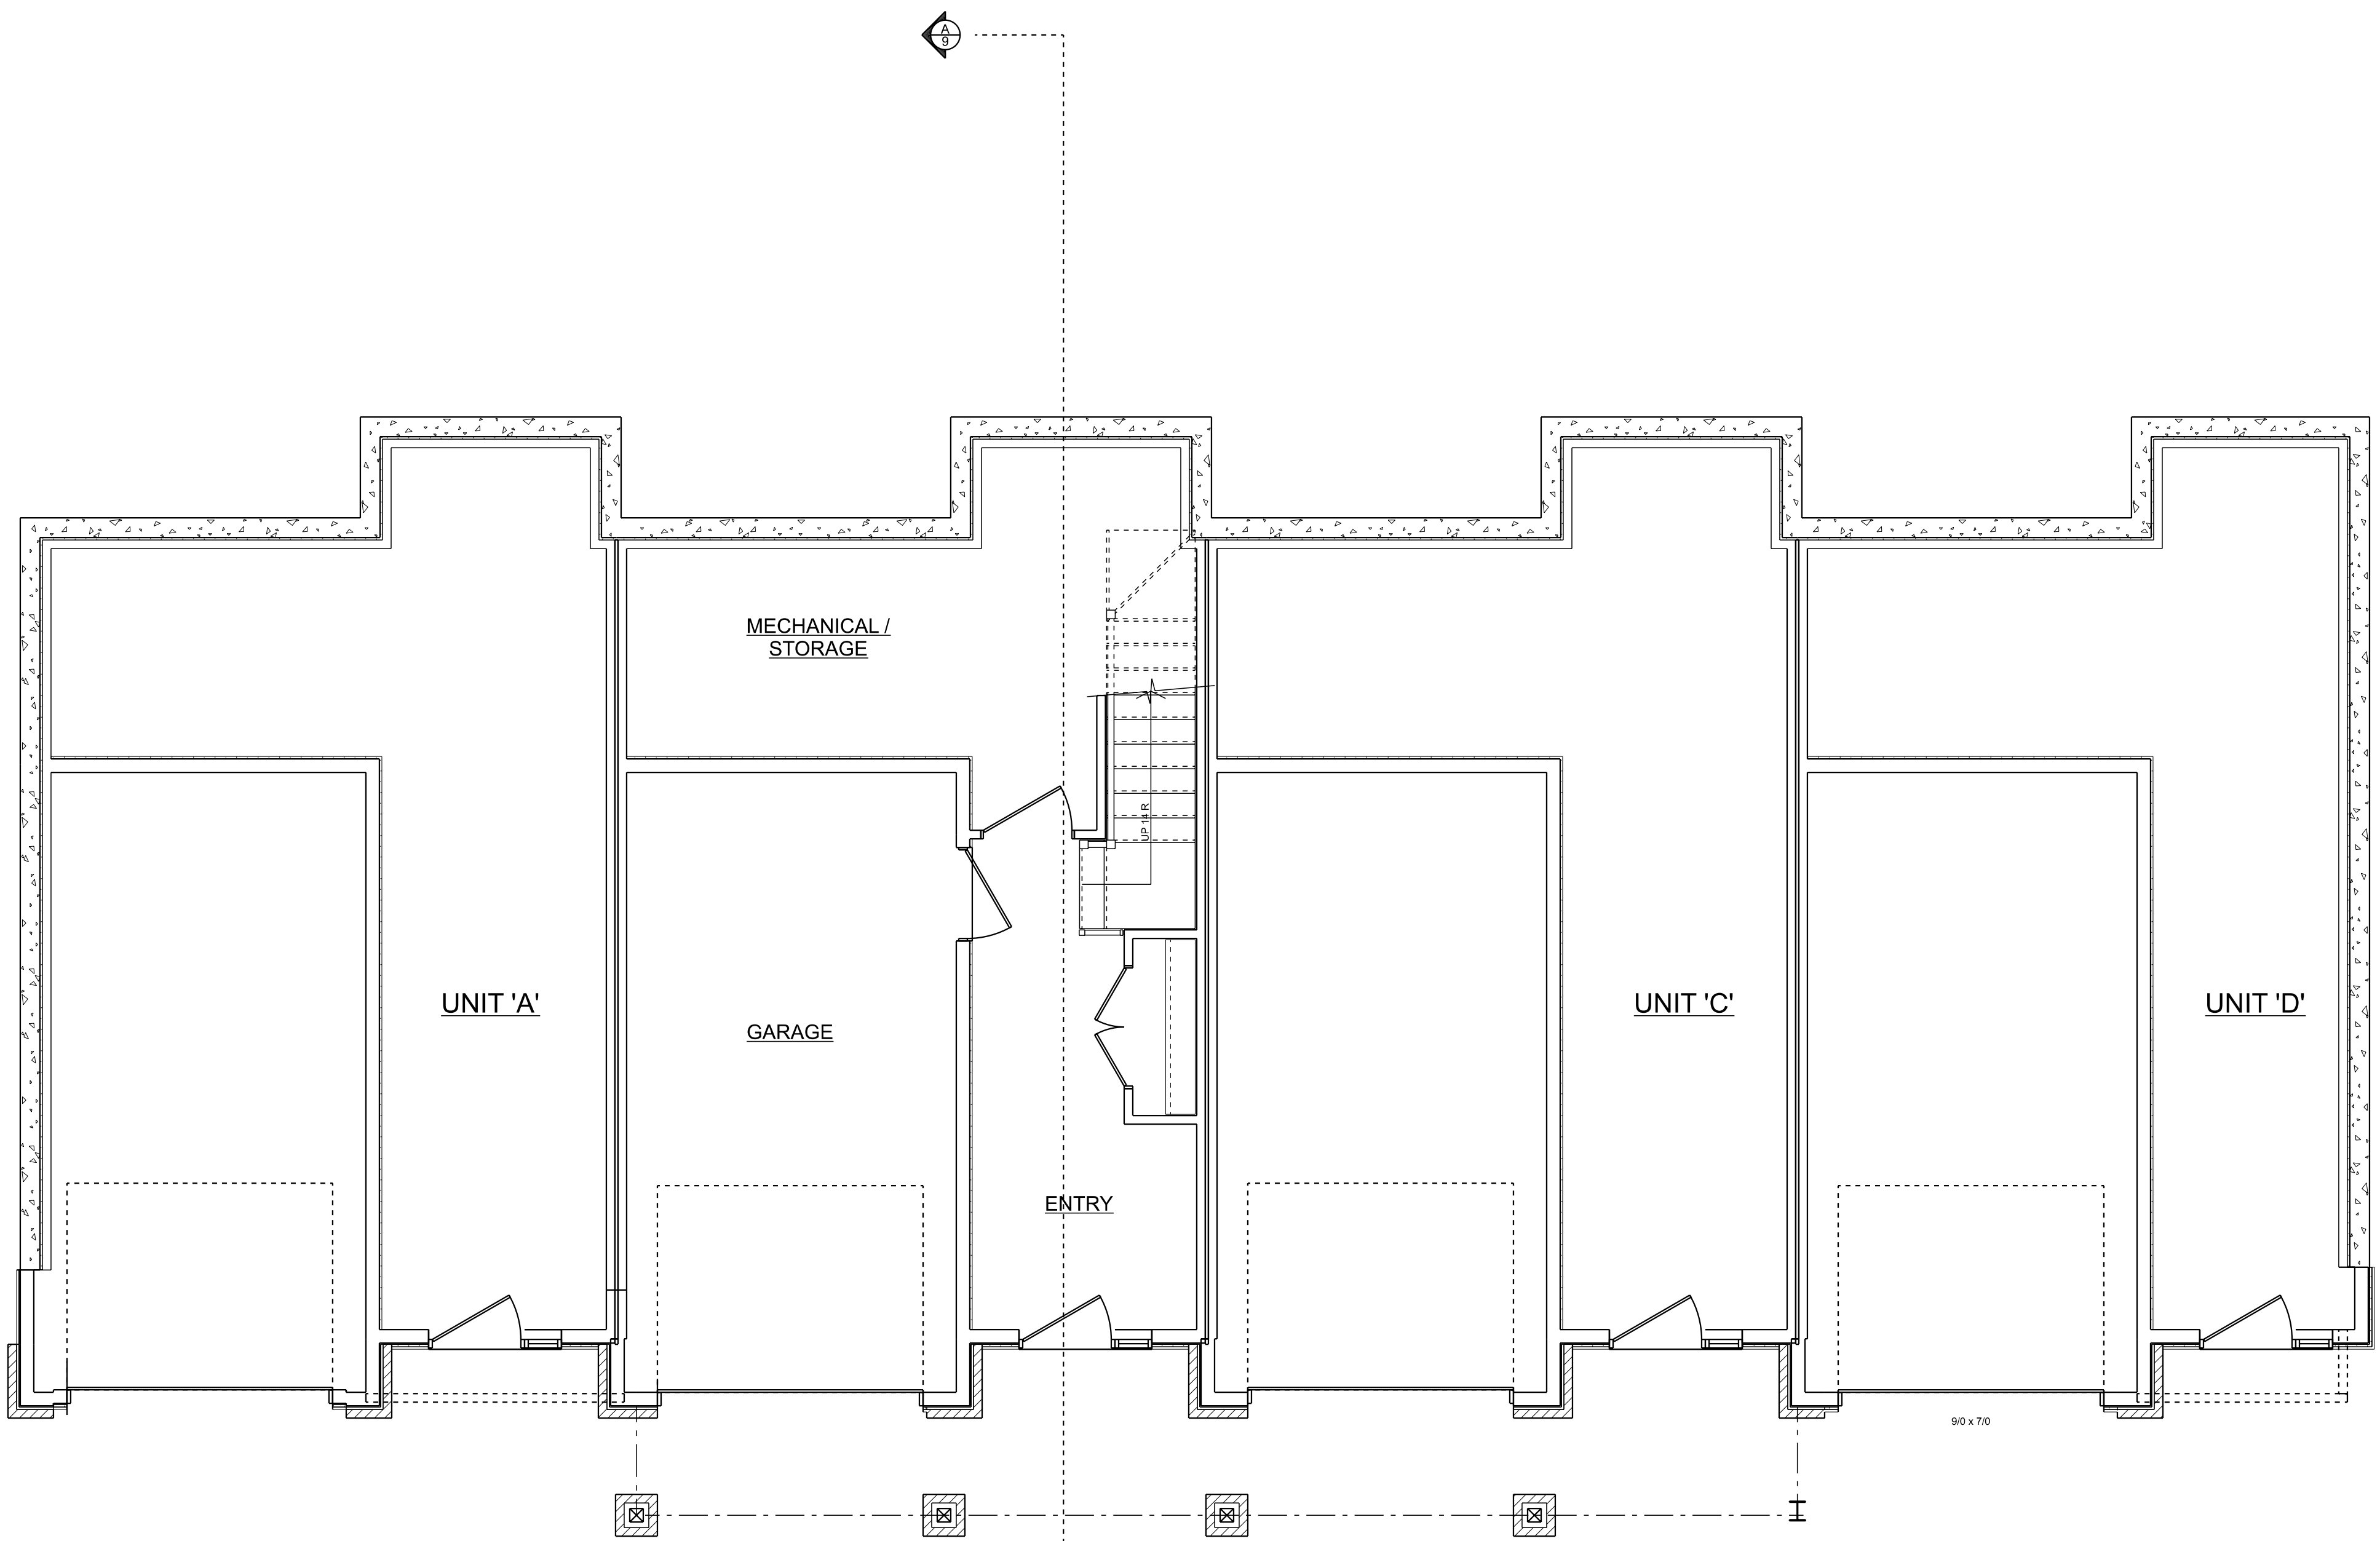 A
9
MECHANICAL /
STORAGE
UP 14 R
UNIT 'A'
UNIT 'C'
UNIT 'D'
GARAGE
ENTRY
9/0 x 7/0